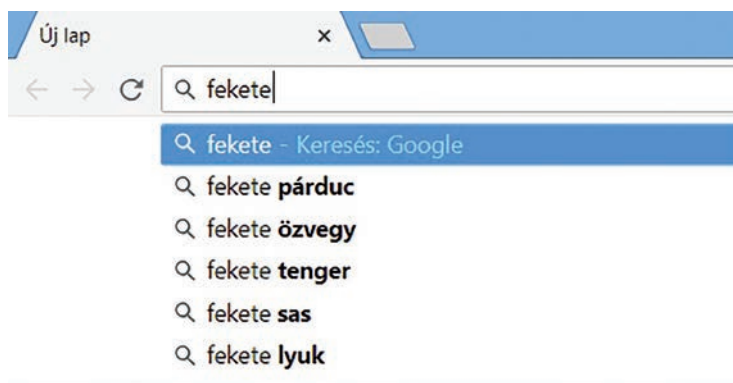 Új lap
fekete
fekete - Keresés: Google
fekete párduc
fekete özvegy
fekete tenger
fekete sas
fekete lyuk